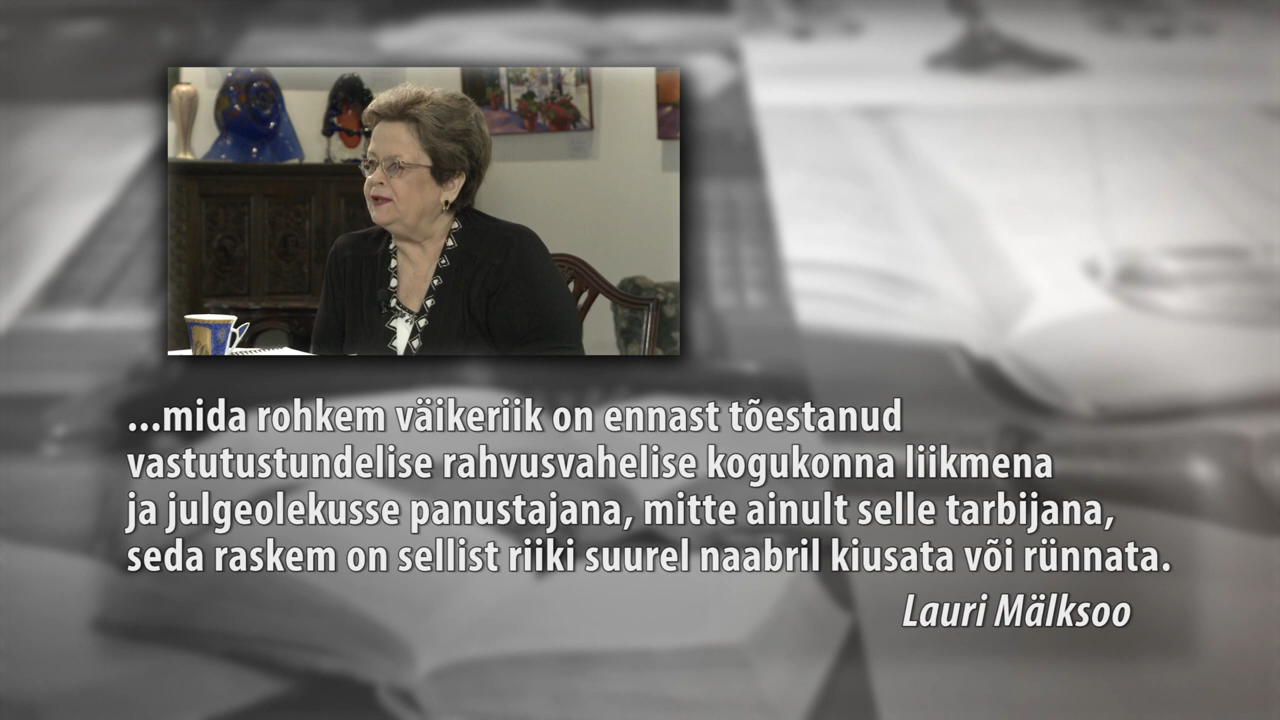 ...mida rohkem väikeriik on ennast tõestanud
vastutustundelise rahvusvahelise kogukonna liikmena
ja julgeolekusse panustajana, mitte ainult selle tarbijana,
seda raskem on sellist riiki suurel naabril kiusata või rünnata.
Lauri Mälksoo